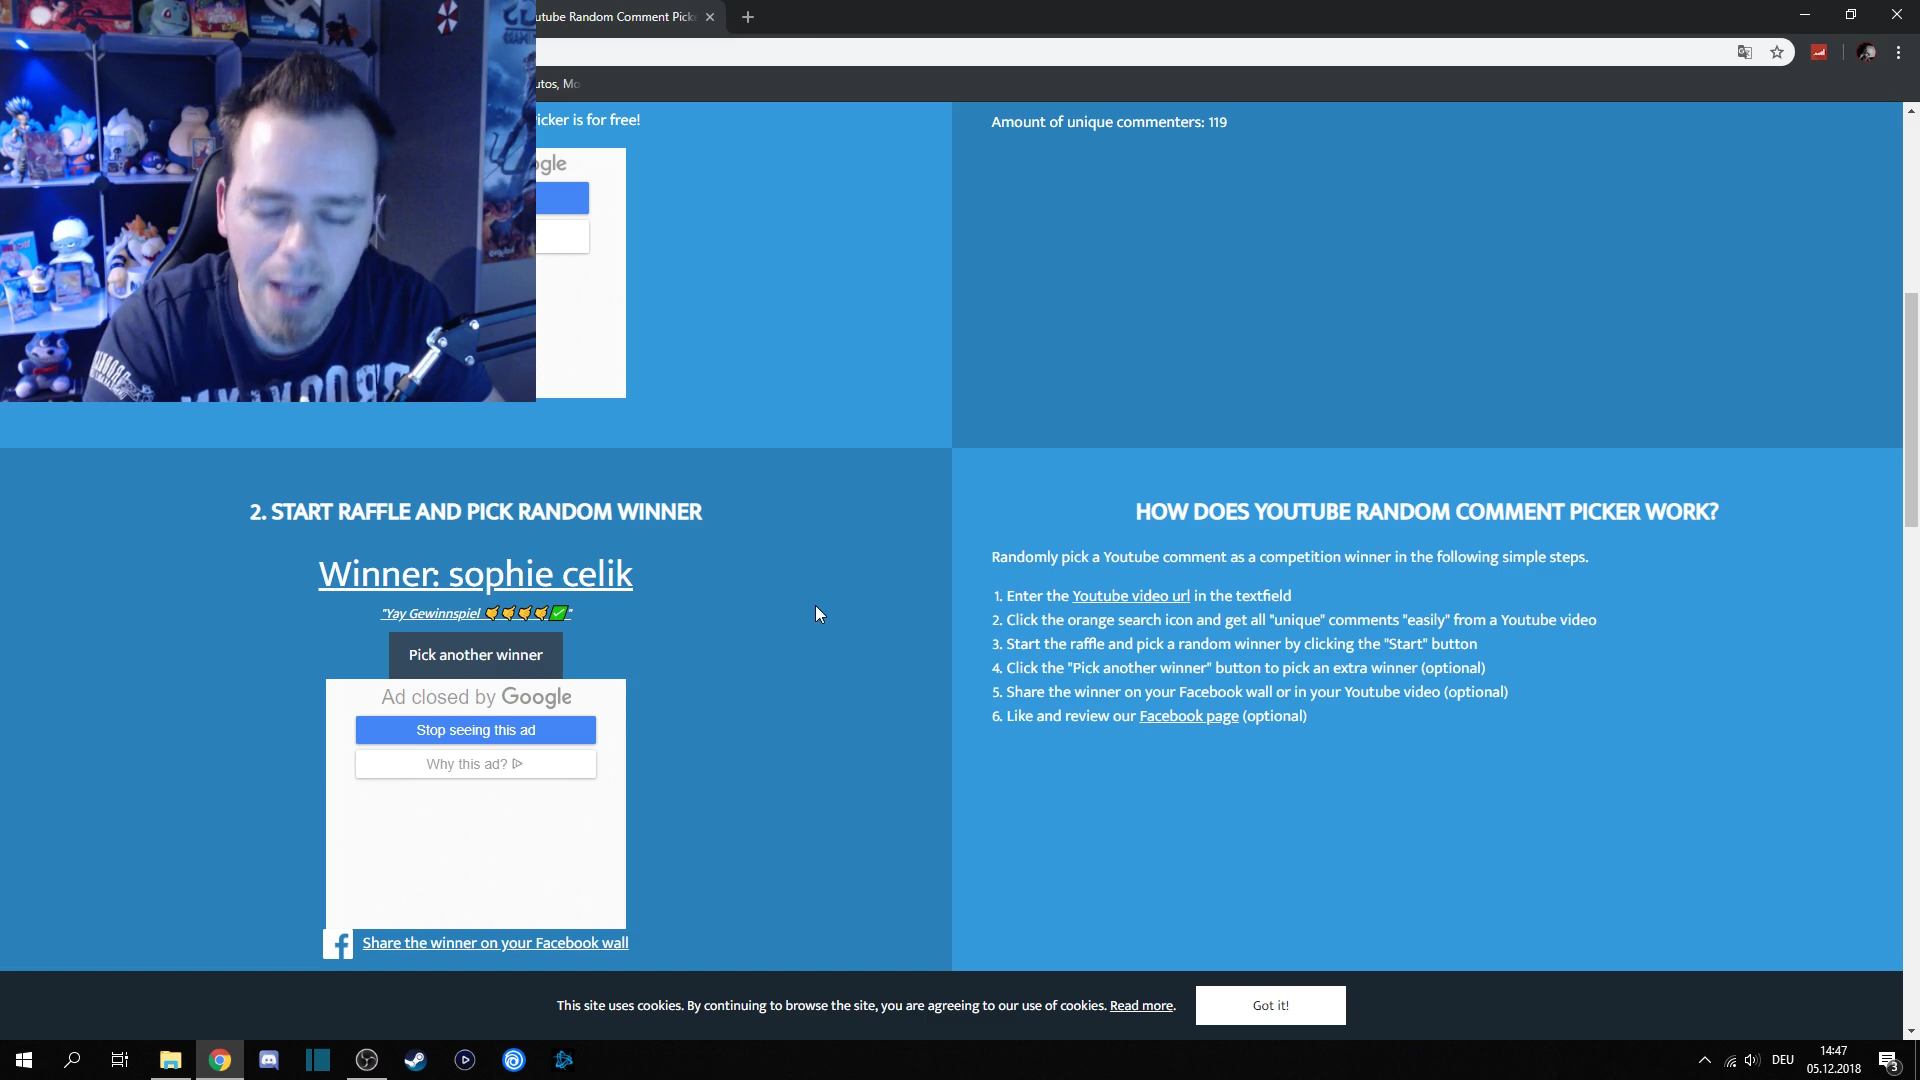 utube Random Comment Pick
utos, Mo
icker is for free!
Amount of unique commenters: 119
ogle
2. START RAFFLE AND PICK RANDOM WINNER
Winner: sophie celik
"Yay Gewinnspiel 🤙🤙🤙🤙✅"
Pick another winner
Ad closed by Google
Stop seeing this ad
Why this ad?
Share the winner on your Facebook wall
HOW DOES YOUTUBE RANDOM COMMENT PICKER WORK?
Randomly pick a Youtube comment as a competition winner in the following simple steps.
1. Enter the Youtube video url in the textfield
2. Click the orange search icon and get all "unique" comments "easily" from a Youtube video
3. Start the raffle and pick a random winner by clicking the "Start" button
4. Click the "Pick another winner" button to pick an extra winner (optional)
5. Share the winner on your Facebook wall or in your Youtube video (optional)
6. Like and review our Facebook page (optional)
This site uses cookies. By continuing to browse the site, you are agreeing to our use of cookies. Read more.
Got it!
DEU
14:47
05.12.2018
3